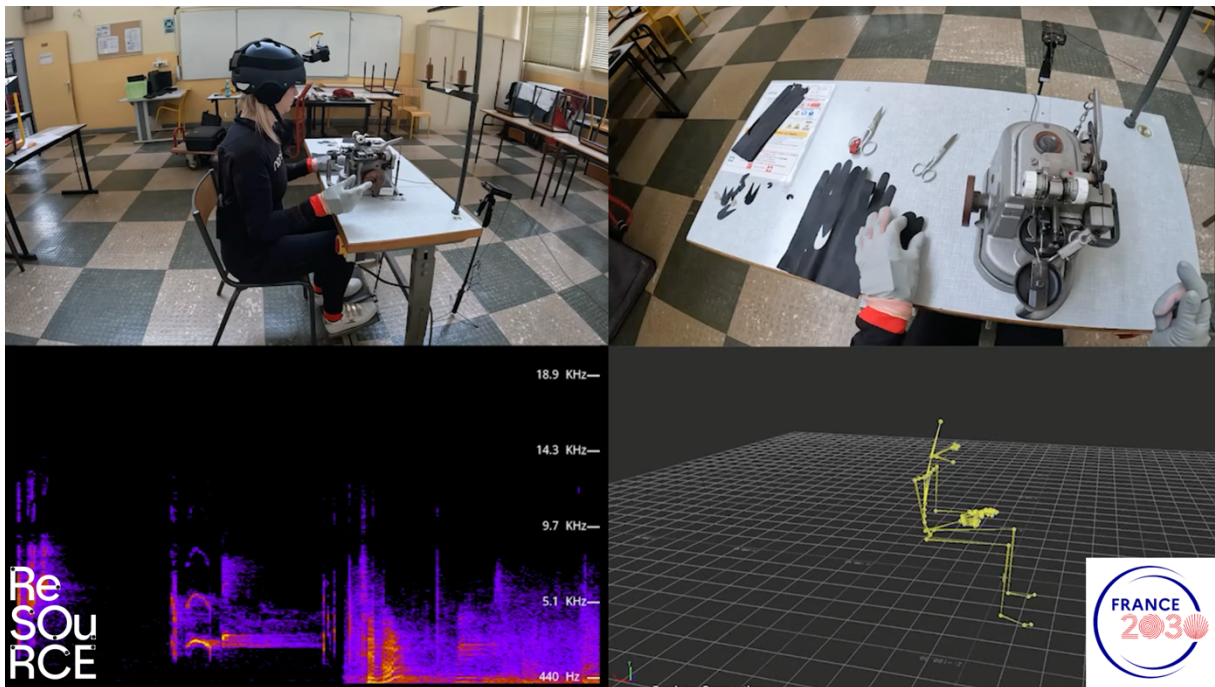 18.9 KHz
14.3 KHz
9.7 KHz
5.1 KHz
440 Hz
Re
SOu
RCE
FRANCE
2030